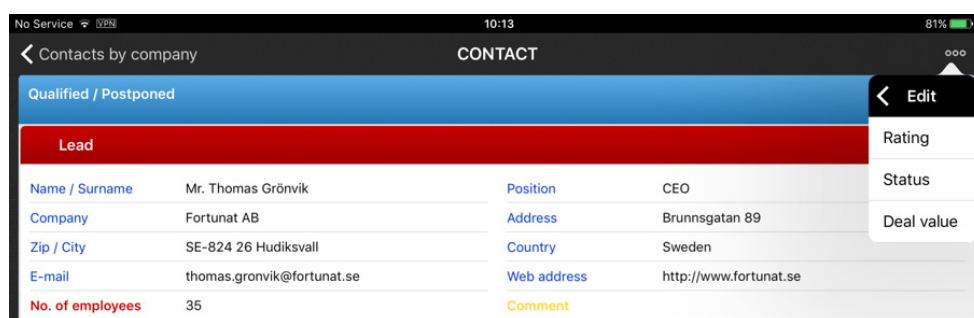 No Service VPN 10:13 81%
Contacts by company CONTACT
Qualified / Postponed
Edit
Lead
Rating
Status
Deal value
Name / Surname Mr. Thomas Grönvik Position CEO
Company Fortunat AB Address Brunnsgatan 89
Zip / City SE-824 26 Hudiksvall Country Sweden
E-mail thomas.gronvik@fortunat.se Web address http://www.fortunat.se
No. of employees 35 Comment